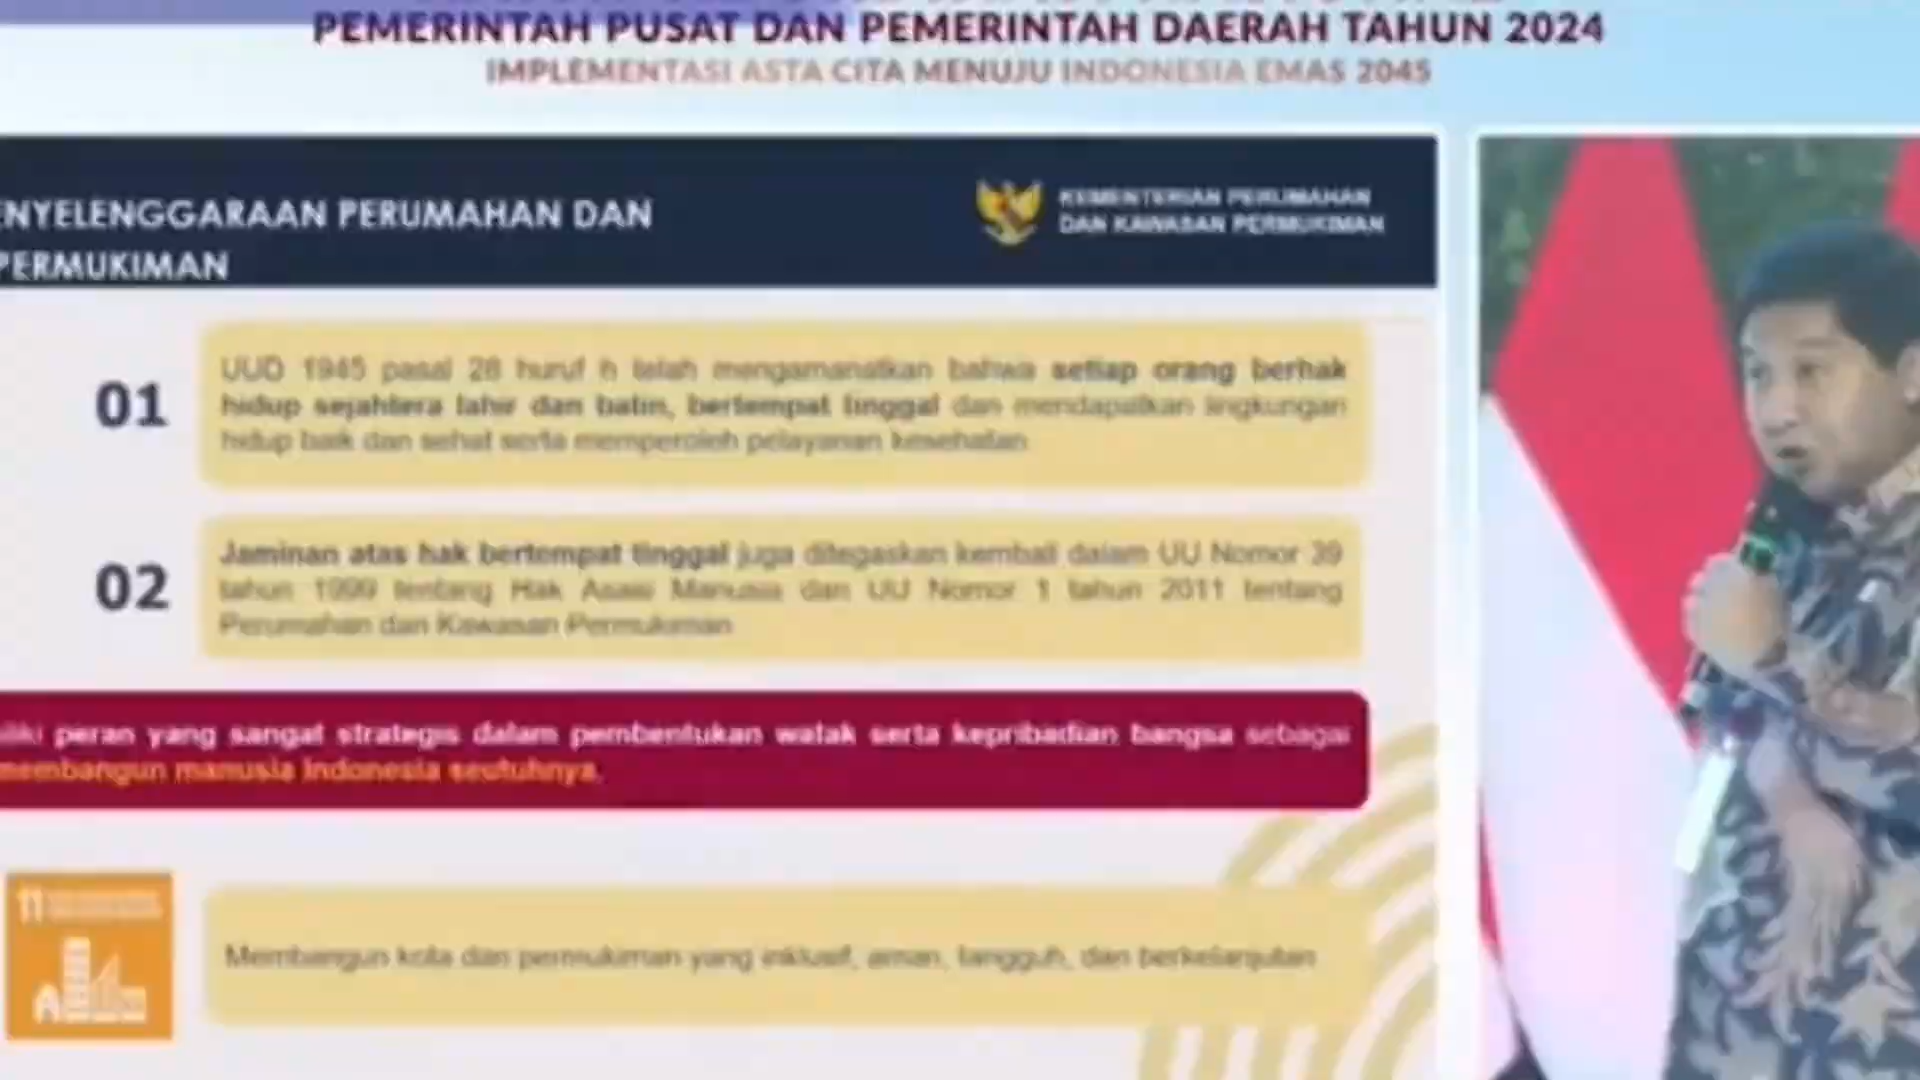 PEMERINTAH PUSAT DAN PEMERINTAH DAERAH TAHUN 2024
IMPLEMENTASI ASTA CITA MENUJU INDONESIA EMAS 2045
ENYELENGGARAAN PERUMAHAN DAN
PERMUKIMAN
KEMENTERIAN PERUMAHAN
DAN KAWASAN PERMUKIMAN
01
UUD 1945 pasal 28 huruf h telah mengamanatkan bahwa setiap orang berhak
hidup sejahtera lahir dan batin, bertempat tinggal dan mendapatkan lingkungan
hidup baik dan sehat serta memperoleh pelayanan kesehatan
02
Jaminan atas hak bertempat tinggal juga ditegaskan kembali dalam UU Nomor 39
tahun 1999 tentang Hak Asasi Manusia dan UU Nomor 1 tahun 2011 tentang
Perumahan dan Kawasan Permukiman
iliki peran yang sangat strategis dalam pembentukan watak serta kepribadian bangsa sebagai
membangun manusia Indonesia seutuhnya.
11
Membangun kota dan permukiman yang inklusif, aman, tangguh, dan berkelanjutan